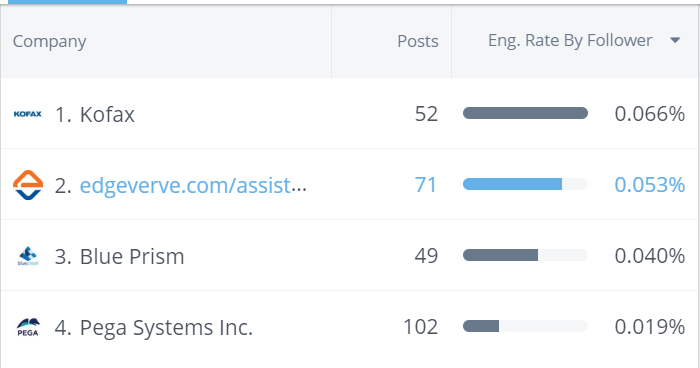 Company Posts Eng. Rate By Follower
KOFAX 1. Kofax 52 0.066%
2. edgeverve.com/assist... 71 0.053%
3. Blue Prism 49 0.040%
PEGA 4. Pega Systems Inc. 102 0.019%